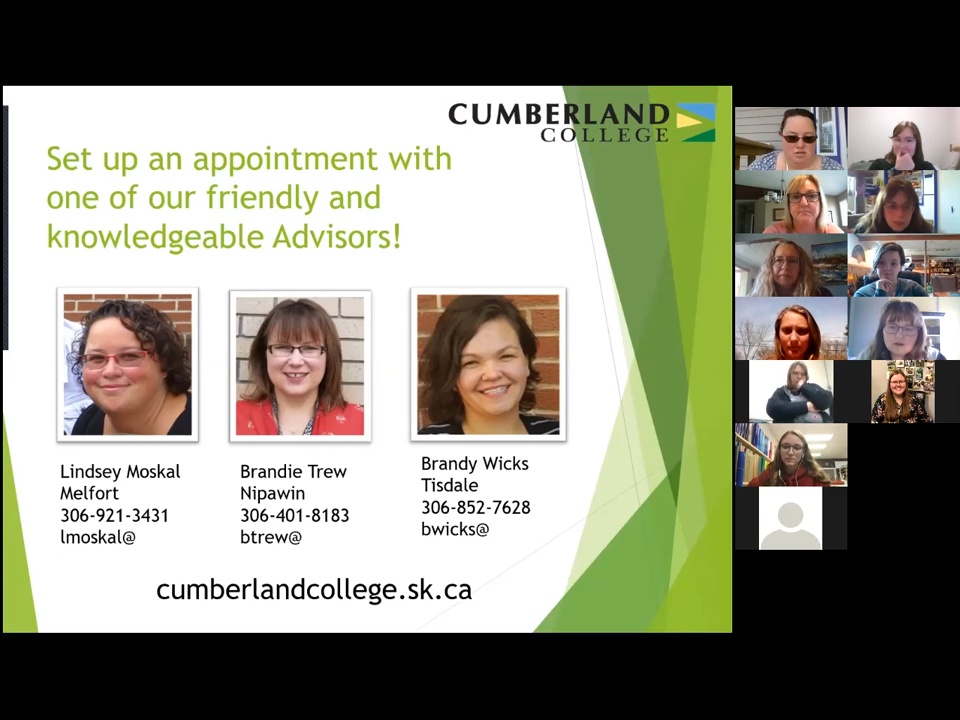 CUMBERLAND
COLLEGE
Set up an appointment with
one of our friendly and
knowledgeable Advisors!
Lindsey Moskal
Melfort
306-921-3431
lmoskal@
Brandie Trew
Nipawin
306-401-8183
btrew@
Brandy Wicks
Tisdale
306-852-7628
bwicks@
cumberlandcollege.sk.ca